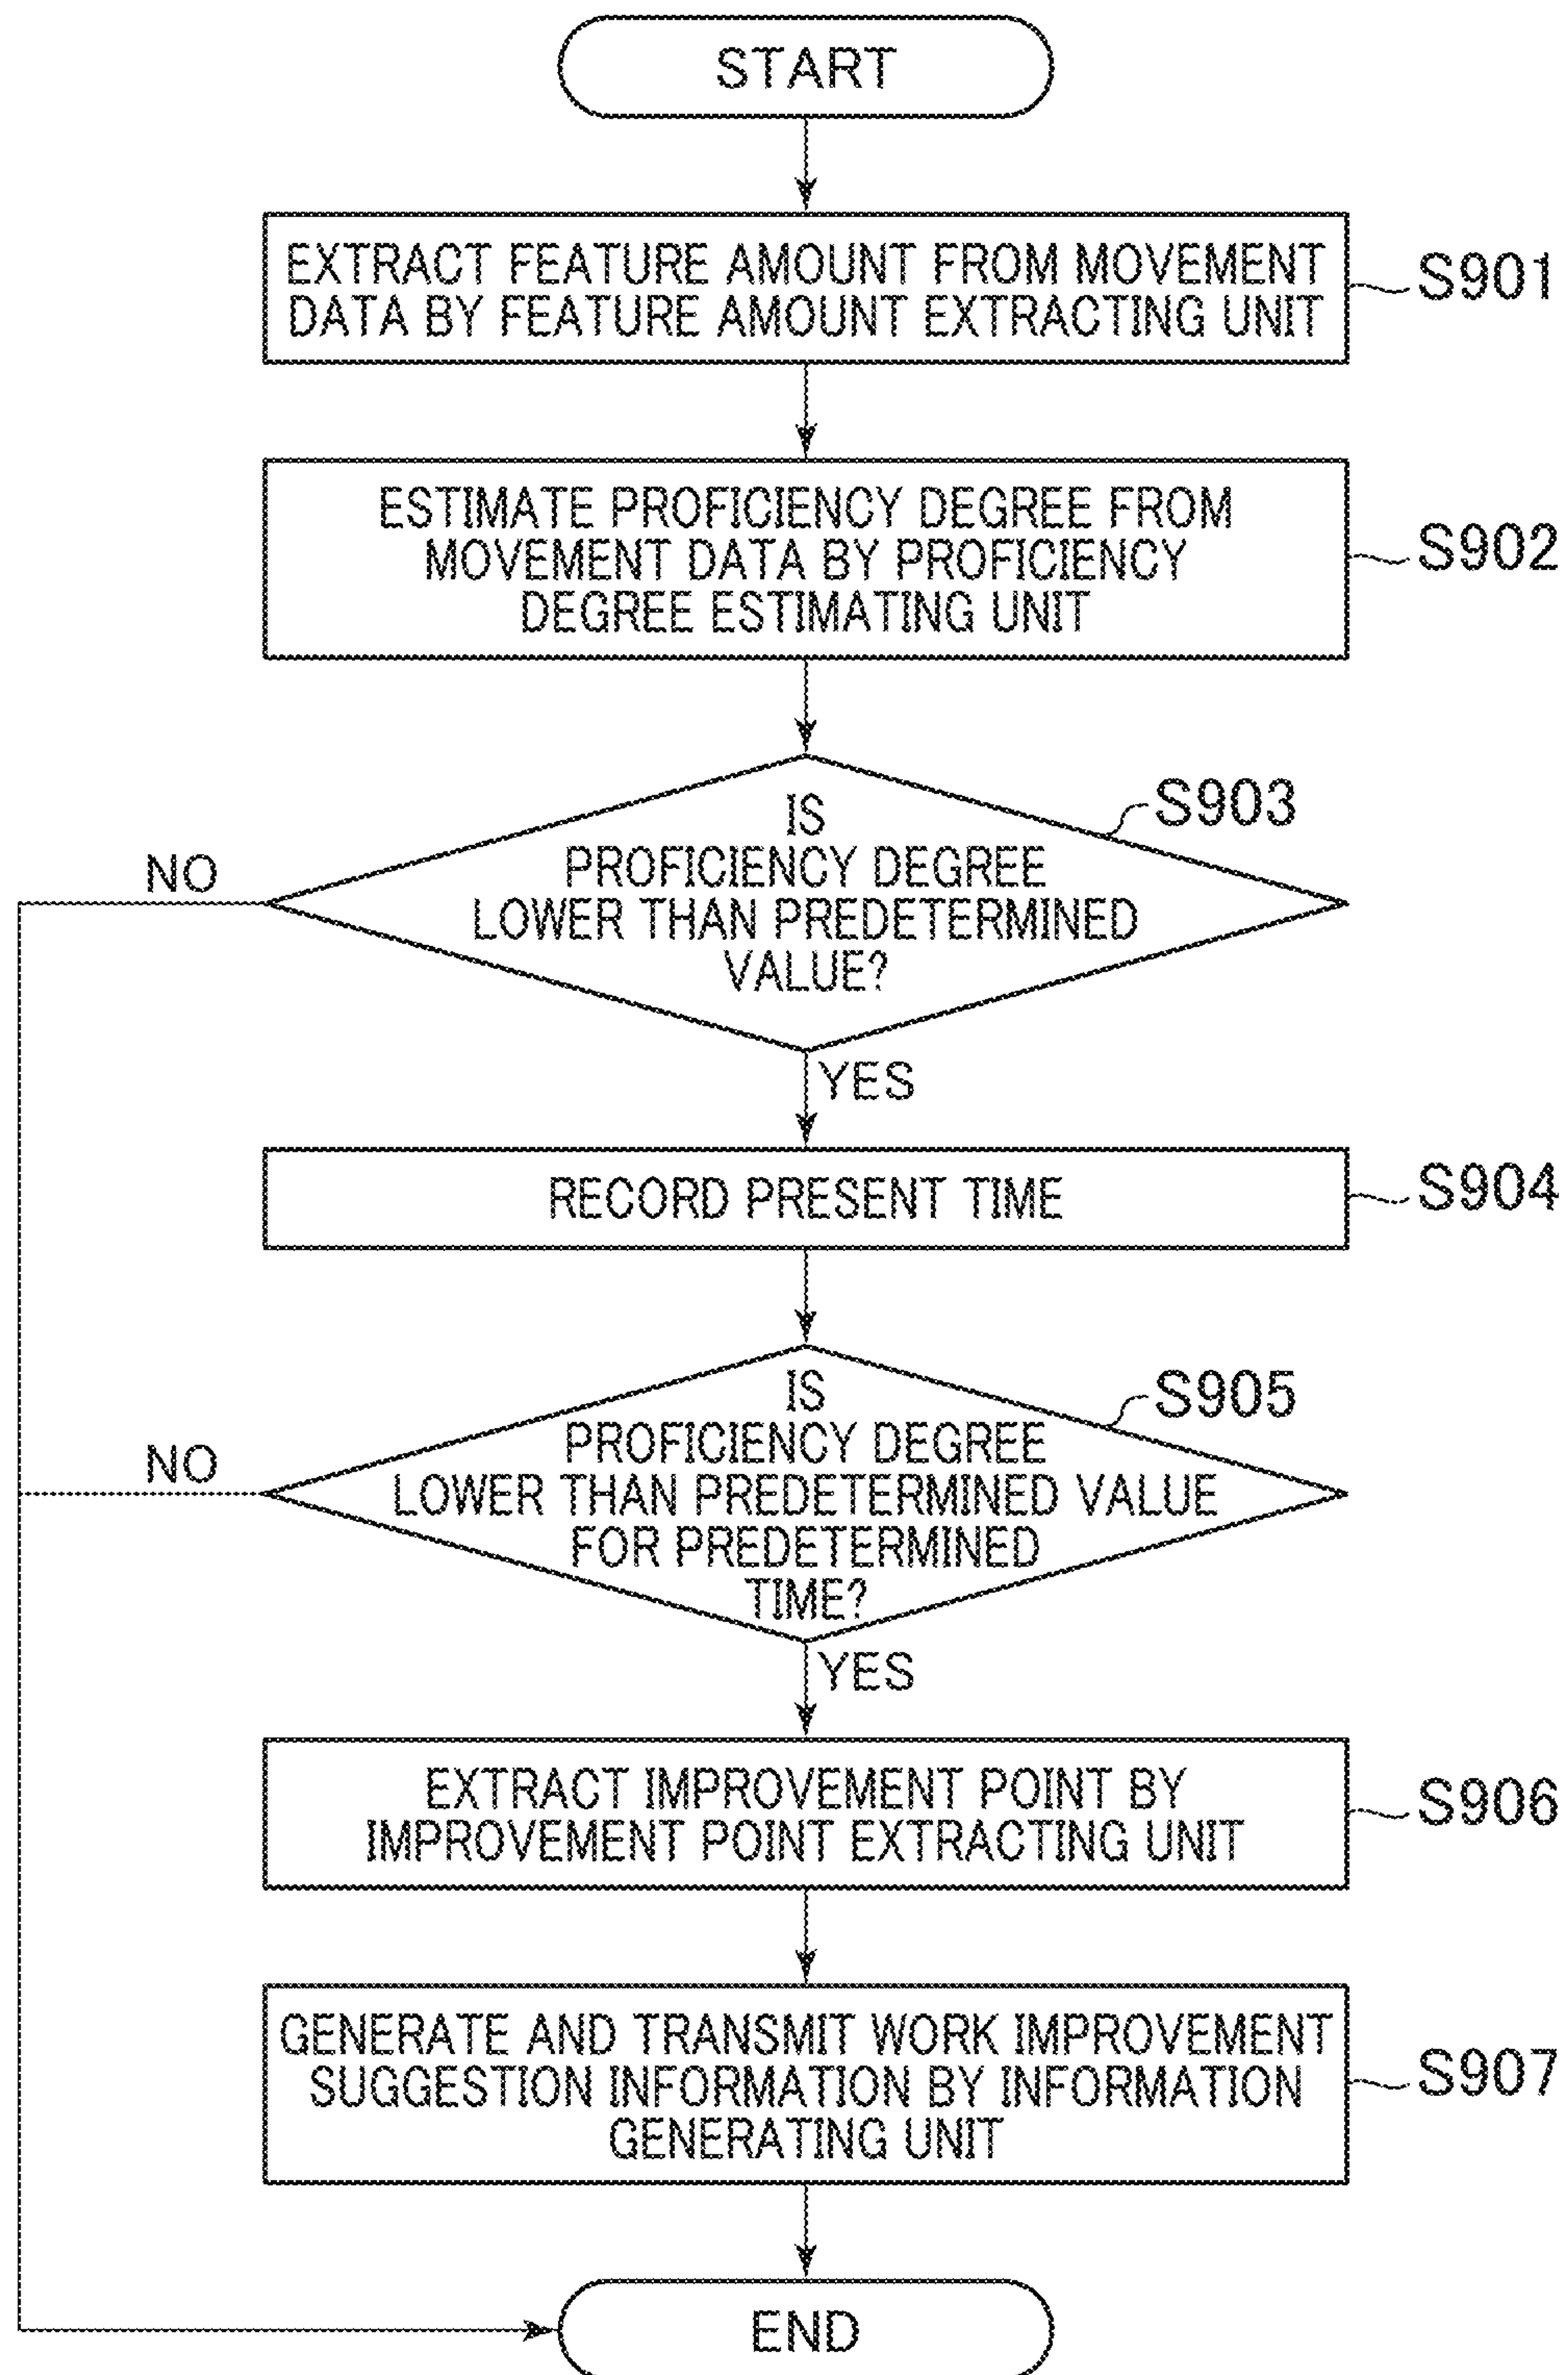 START
EXTRACT FEATURE AMOUNT FROM MOVEMENT
DATA BY FEATURE AMOUNT EXTRACTING UNIT
S901
ESTIMATE PROFICIENCY DEGREE FROM
MOVEMENT DATA BY PROFICIENCY
DEGREE ESTIMATING UNIT
S902
IS
PROFICIENCY DEGREE
LOWER THAN PREDETERMINED
VALUE?
S903
NO
YES
RECORD PRESENT TIME
S904
IS
PROFICIENCY DEGREE
LOWER THAN PREDETERMINED VALUE
FOR PREDETERMINED
TIME?
S905
NO
YES
EXTRACT IMPROVEMENT POINT BY
IMPROVEMENT POINT EXTRACTING UNIT
S906
GENERATE AND TRANSMIT WORK IMPROVEMENT
SUGGESTION INFORMATION BY INFORMATION
GENERATING UNIT
S907
END